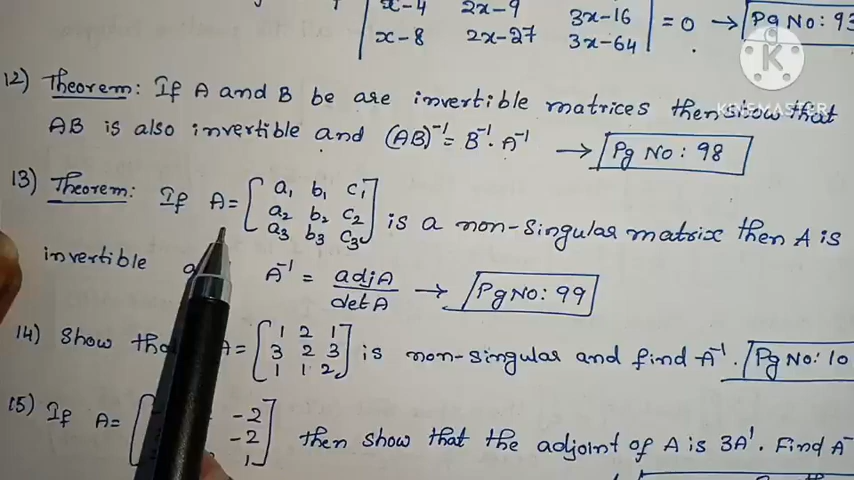 x-4 2x-9 3x-16
x-8 2x-27 3x-64 = 0 → Pg No: 93
K
KINEMASTER
12) Theorem: If A and B be are invertible matrices then show that
AB is also invertible and (AB)⁻¹ = B⁻¹. A⁻¹ → Pg No: 98
13) Theorem: If A = [a₁ b₁ c₁
a₂ b₂ c₂
a₃ b₃ c₃] is a non-singular matrix then A is
invertible A⁻¹ = adjA/detA → Pg No: 99
14) Show A = [1 2 1
3 2 3
1 1 2] is non-singular and find A⁻¹. Pg No: 10
15) If A = [ -2
-2
1] then show that the adjoint of A is 3A'. Find A⁻